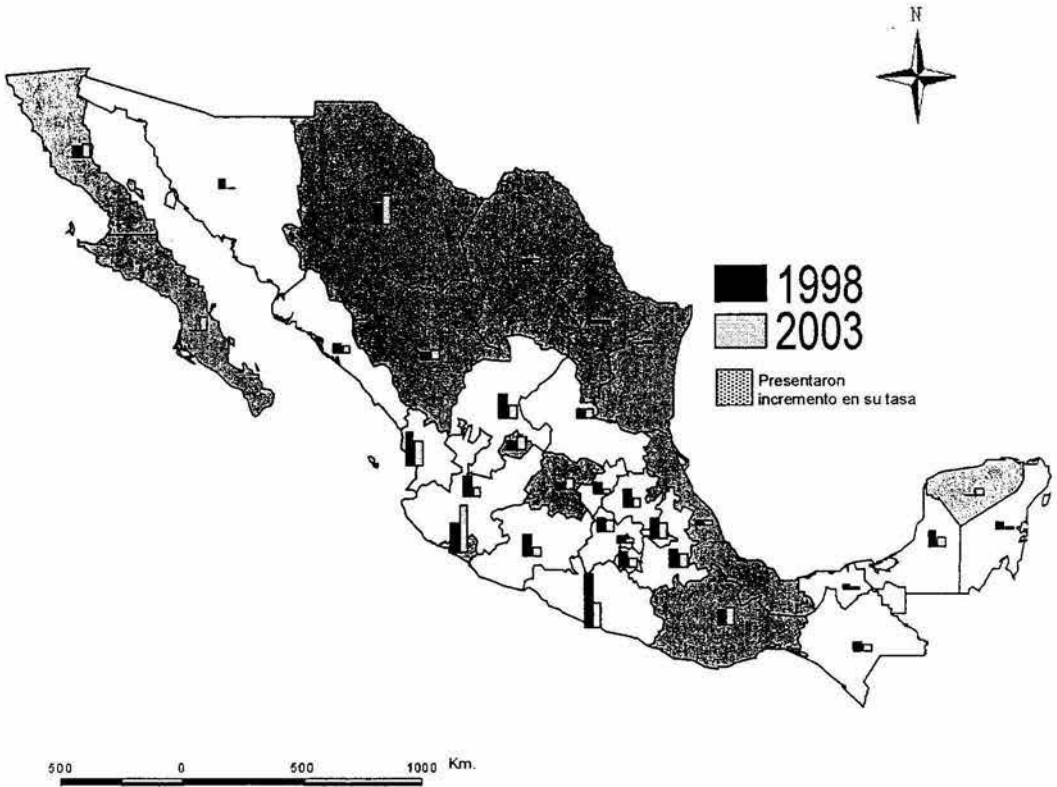 N
1998
2003
Presentaron
incremento en su tasa
500 0 500 1000 Km.